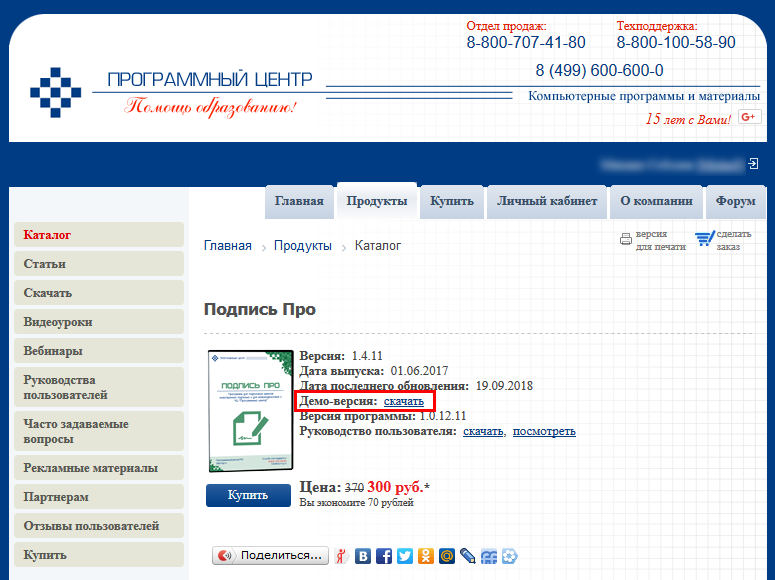 Отдел продаж:
8-800-707-41-80
Техподдержка:
8-800-100-58-90
8 (499) 600-600-0
ПРОГРАММНЫЙ ЦЕНТР
Помощь образованию!
Компьютерные программы и материалы
15 лет с Вами!
G+
Главная
Продукты
Купить
Личный кабинет
О компании
Форум
Каталог
Статьи
Скачать
Видеоуроки
Вебинары
Руководства
пользователей
Часто задаваемые
вопросы
Рекламные материалы
Партнерам
Отзывы пользователей
Купить
Главная › Продукты › Каталог
версия
для печати
сделать
заказ
Подпись Про
ПОДПИСЬ ПРО
Версия: 1.4.11
Дата выпуска: 01.06.2017
Дата последнего обновления: 19.09.2018
Демо-версия: скачать
Версия программы: 1.0.12.11
Руководство пользователя: скачать, посмотреть
Купить
Цена: 370 300 руб.*
Вы экономите 70 рублей
Поделиться...